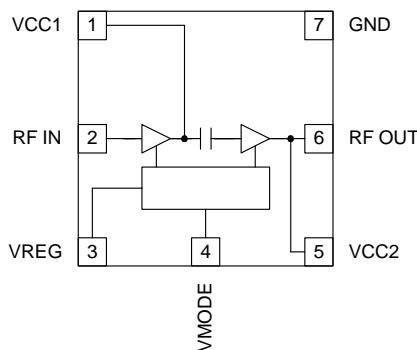 VCC1 1 7 GND
RF IN 2 6 RF OUT
VREG 3 4 5 VCC2
VMODE